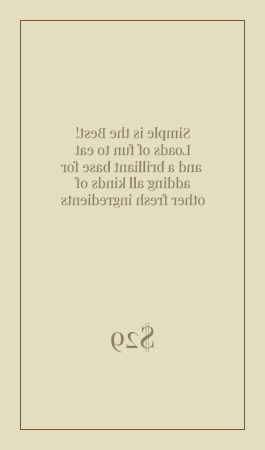 Simple is the Best!
Loads of fun to eat
and a brilliant base for
adding all kinds of
other fresh ingredients
$29